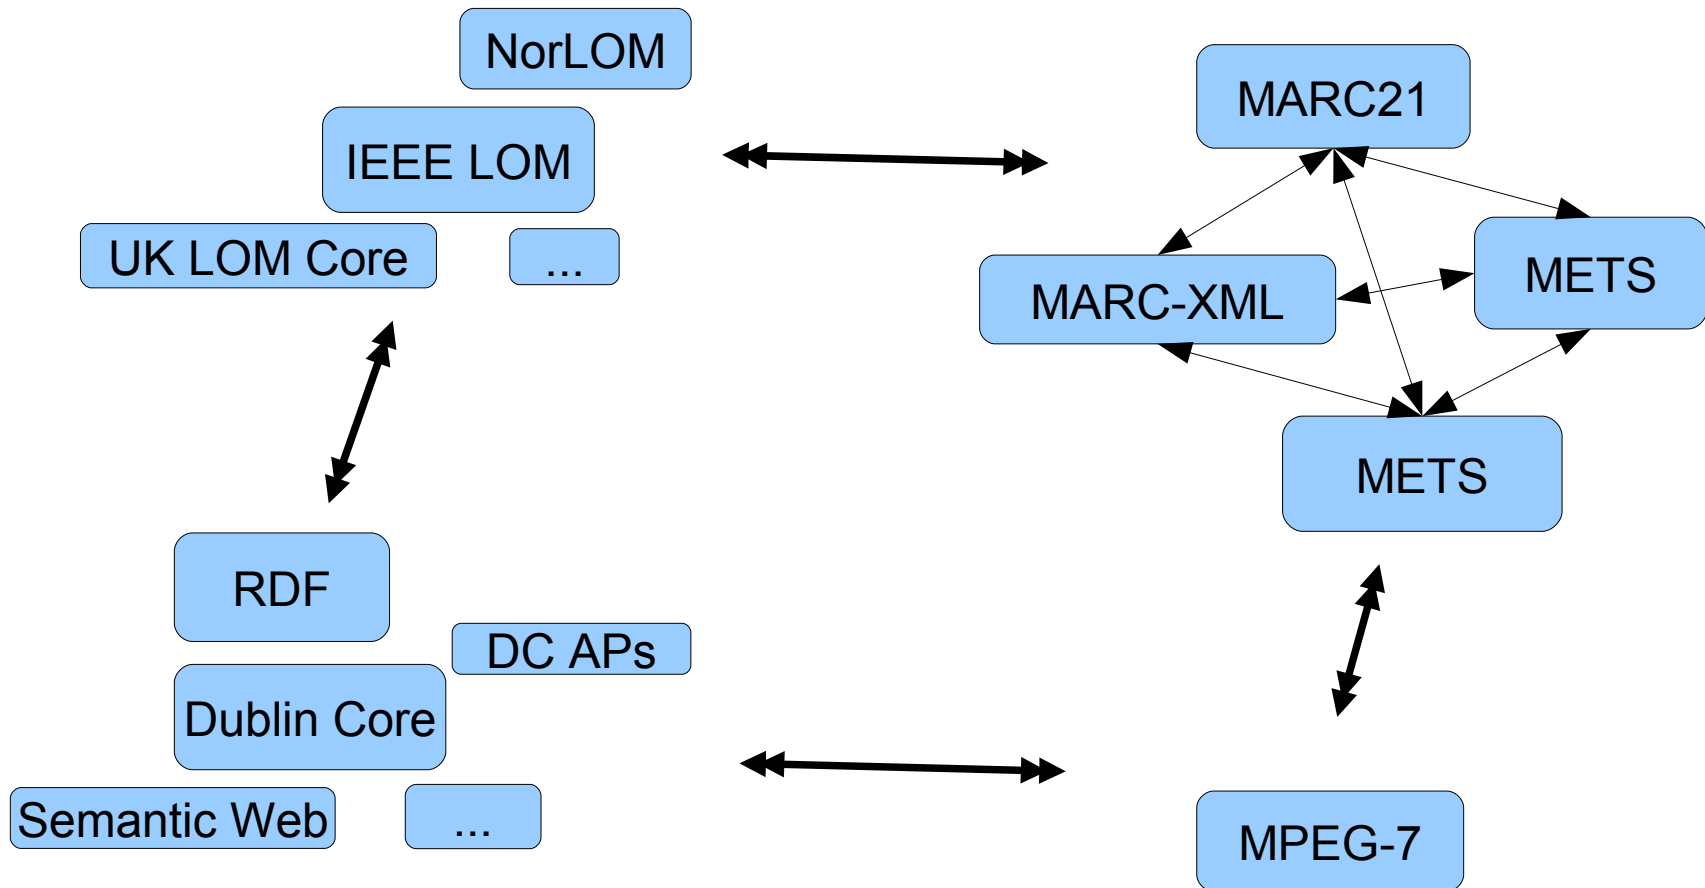 NorLOM
IEEE LOM
UK LOM Core
...
MARC21
MARC-XML
METS
METS
RDF
DC APs
Dublin Core
Semantic Web
...
MPEG-7